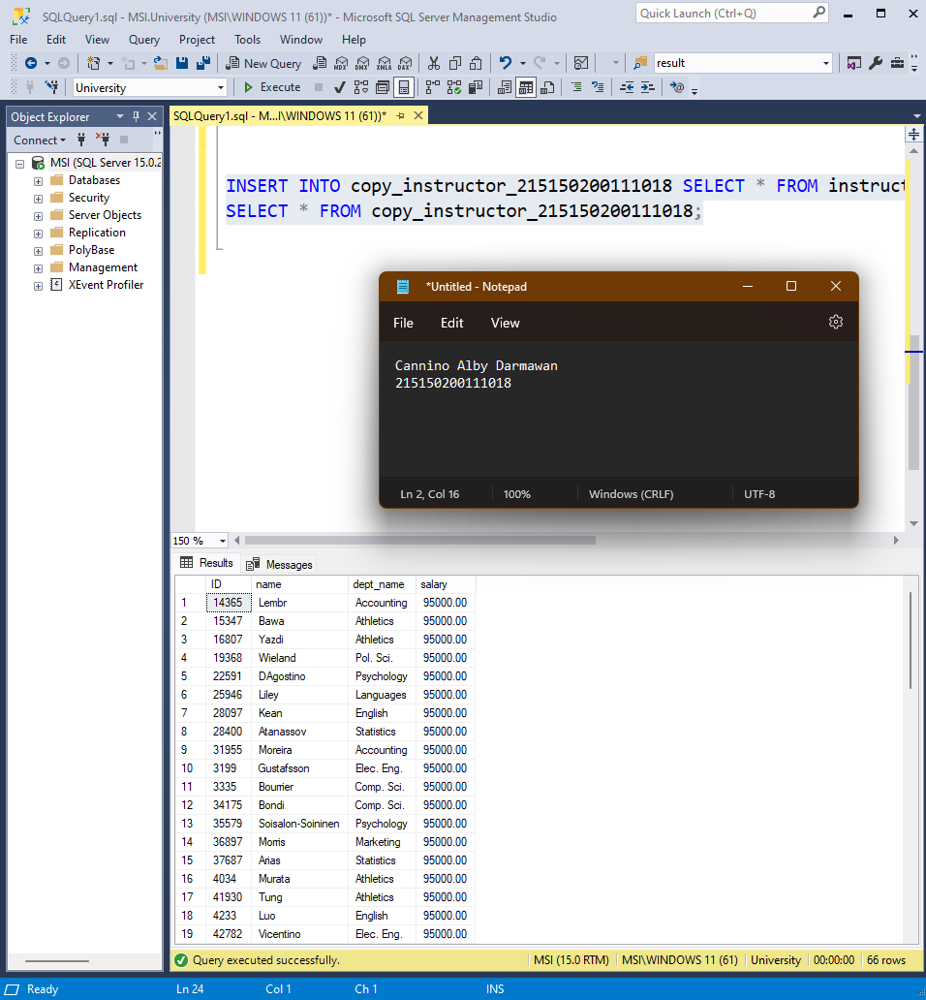 SQLQuery1.sql - MSI.University (MSI\WINDOWS 11 (61))* - Microsoft SQL Server Management Studio
Quick Launch (Ctrl+Q)
File Edit View Query Project Tools Window Help
New Query MDX DMX XMLA DAX result
University Execute
Object Explorer
SQLQuery1.sql - M...I\WINDOWS 11 (61))*
Connect
MSI (SQL Server 15.0.2
Databases
Security
Server Objects
Replication
PolyBase
Management
XEvent Profiler
INSERT INTO copy_instructor_215150200111018 SELECT * FROM instruct
SELECT * FROM copy_instructor_215150200111018;
*Untitled - Notepad
File Edit View
Cannino Alby Darmawan
215150200111018
Ln 2, Col 16 100% Windows (CRLF) UTF-8
150 %
Results Messages
ID name dept_name salary
1 14365 Lembr Accounting 95000.00
2 15347 Bawa Athletics 95000.00
3 16807 Yazdi Athletics 95000.00
4 19368 Wieland Pol. Sci. 95000.00
5 22591 DAgostino Psychology 95000.00
6 25946 Liley Languages 95000.00
7 28097 Kean English 95000.00
8 28400 Atanassov Statistics 95000.00
9 31955 Moreira Accounting 95000.00
10 3199 Gustafsson Elec. Eng. 95000.00
11 3335 Bourrier Comp. Sci. 95000.00
12 34175 Bondi Comp. Sci. 95000.00
13 35579 Soisalon-Soininen Psychology 95000.00
14 36897 Morris Marketing 95000.00
15 37687 Arias Statistics 95000.00
16 4034 Murata Athletics 95000.00
17 41930 Tung Athletics 95000.00
18 4233 Luo English 95000.00
19 42782 Vicentino Elec. Eng. 95000.00
Query executed successfully. MSI (15.0 RTM) MSI\WINDOWS 11 (61) University 00:00:00 66 rows
Ready Ln 24 Col 1 Ch 1 INS